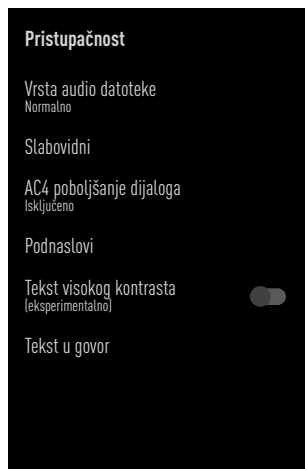 Pristupačnost
Vrsta audio datoteke
Normalno
Slabovidni
AC4 poboljšanje dijaloga
Isključeno
Podnaslovi
Tekst visokog kontrasta
(eksperimentalno)
Tekst u govor